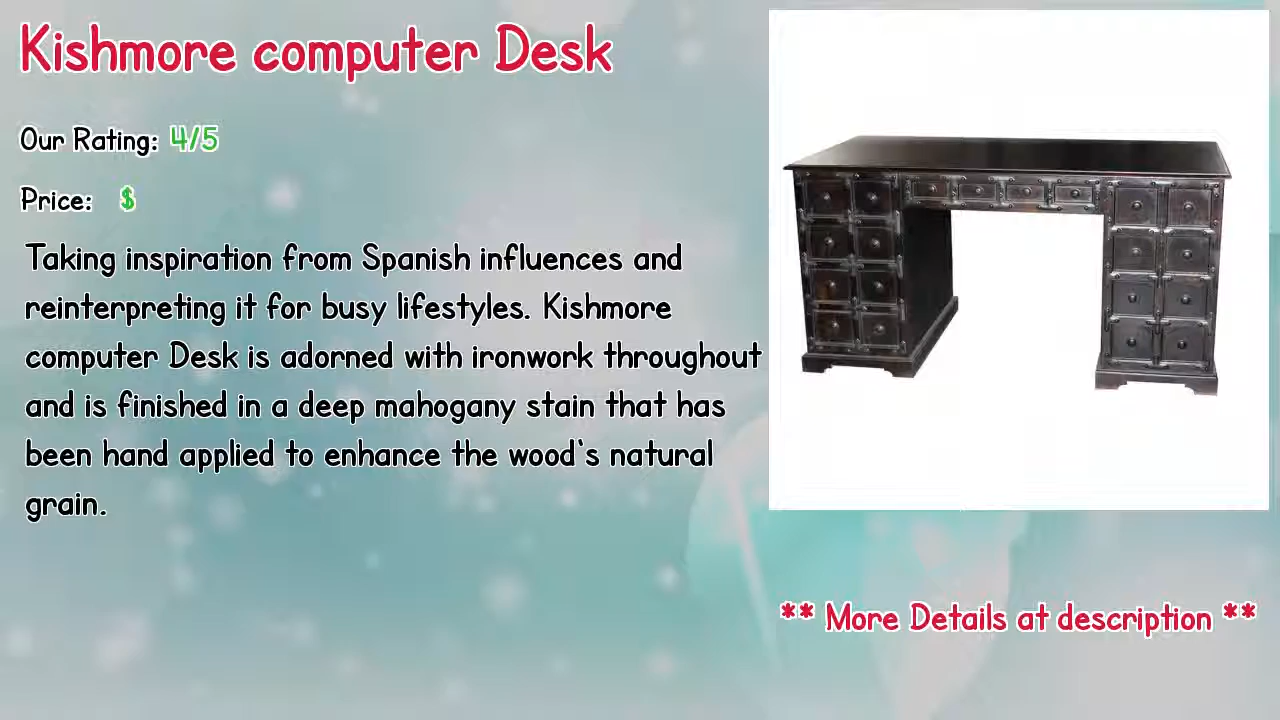 Kishmore computer Desk
Our Rating: 4/5
Price: $
Taking inspiration from Spanish influences and
reinterpreting it for busy lifestyles. Kishmore
computer Desk is adorned with ironwork throughout
and is finished in a deep mahogany stain that has
been hand applied to enhance the wood's natural
grain.
** More Details at description **